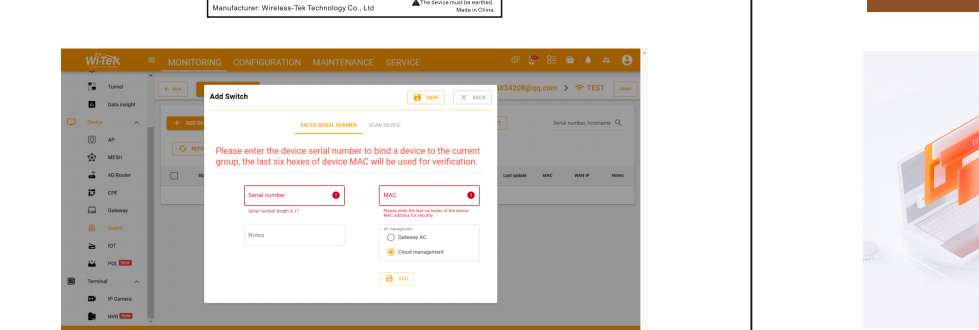 Manufacturer: Wireless-Tek Technology Co., Ltd
The device must be earthed.
Made in China
Wi-Tek
MONITORING
CONFIGURATION
MAINTENANCE
SERVICE
Tunnel
Data insight
Device
AP
MESH
4G Router
CPE
Gateway
Switch
IOT
POL
Terminal
IP Camera
NVR
BACK
834208@qq.com > TEST
Serial number, hostname
Last update
MAC
WAN IP
Notes
Add Switch
SAVE
BACK
ENTER SERIAL NUMBER
SCAN DEVICE
Please enter the device serial number to bind a device to the current
group, the last six hexes of device MAC will be used for verification.
Serial number
Serial number length is 17.
MAC
Please enter the last six hexes of the device
MAC address for security.
Notes
AP management
Gateway AC
Cloud management
ADD